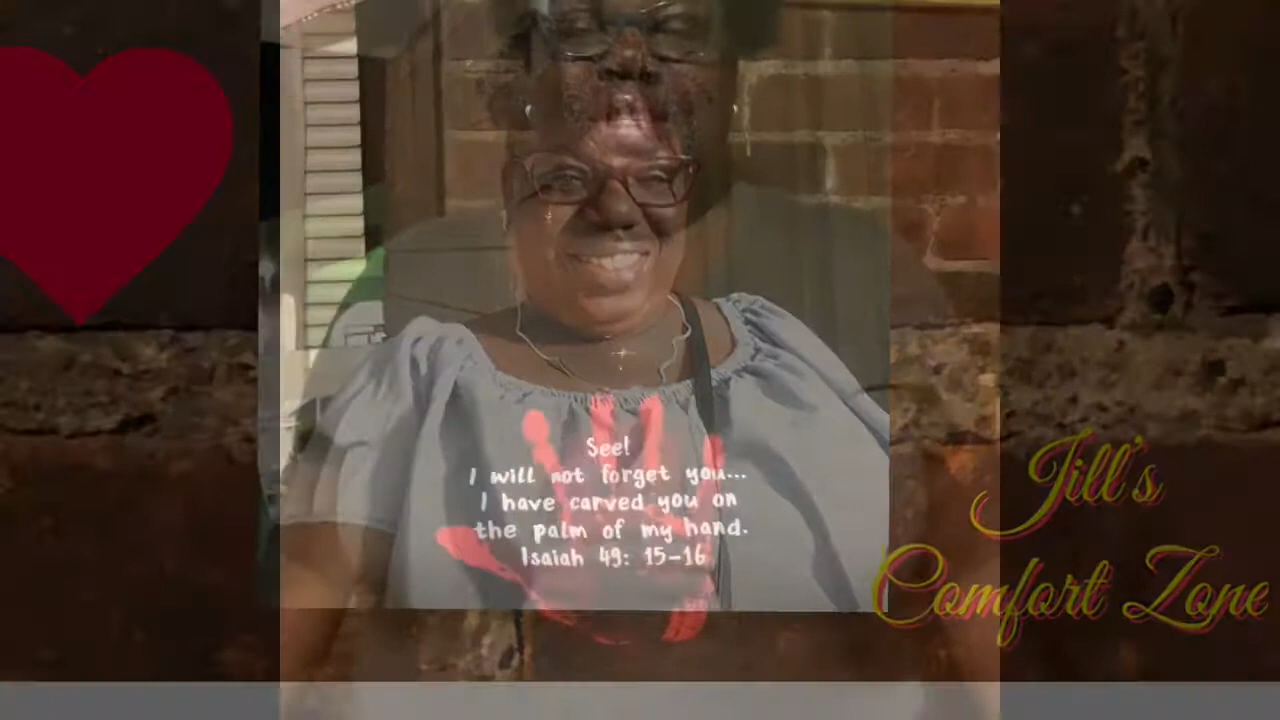 See!
I will not forget you...
I have carved you on
the palm of my hand.
Isaiah 49: 15-16
Jill's
Comfort Zone